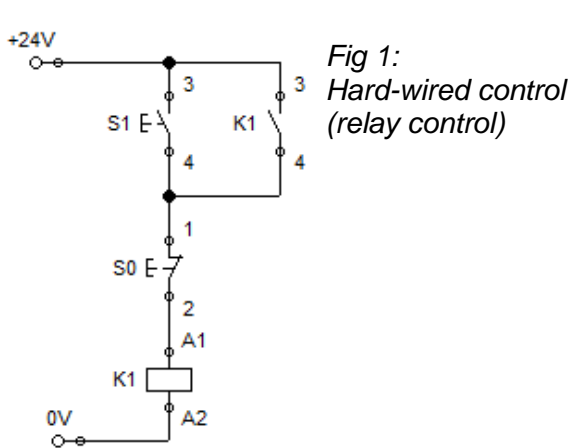 +24V
Fig 1:
Hard-wired control
(relay control)
3
3
S1
K1
4
4
1
S0
2
A1
K1
A2
0V